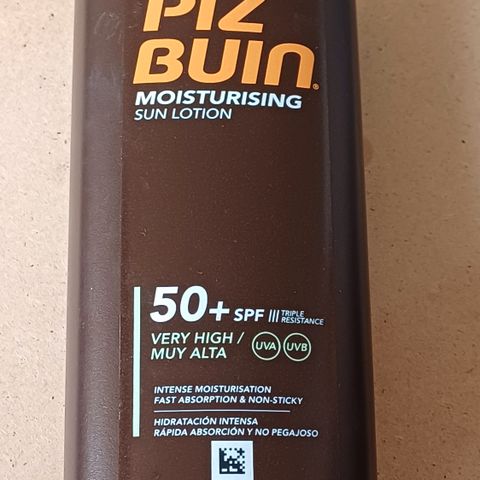 PIZ
BUIN®
MOISTURISING
SUN LOTION
50+ SPF
TRIPLE
RESISTANCE
VERY HIGH /
MUY ALTA
UVA UVB
INTENSE MOISTURISATION
FAST ABSORPTION & NON-STICKY
HIDRATACIÓN INTENSA
RÁPIDA ABSORCIÓN Y NO PEGAJOSO